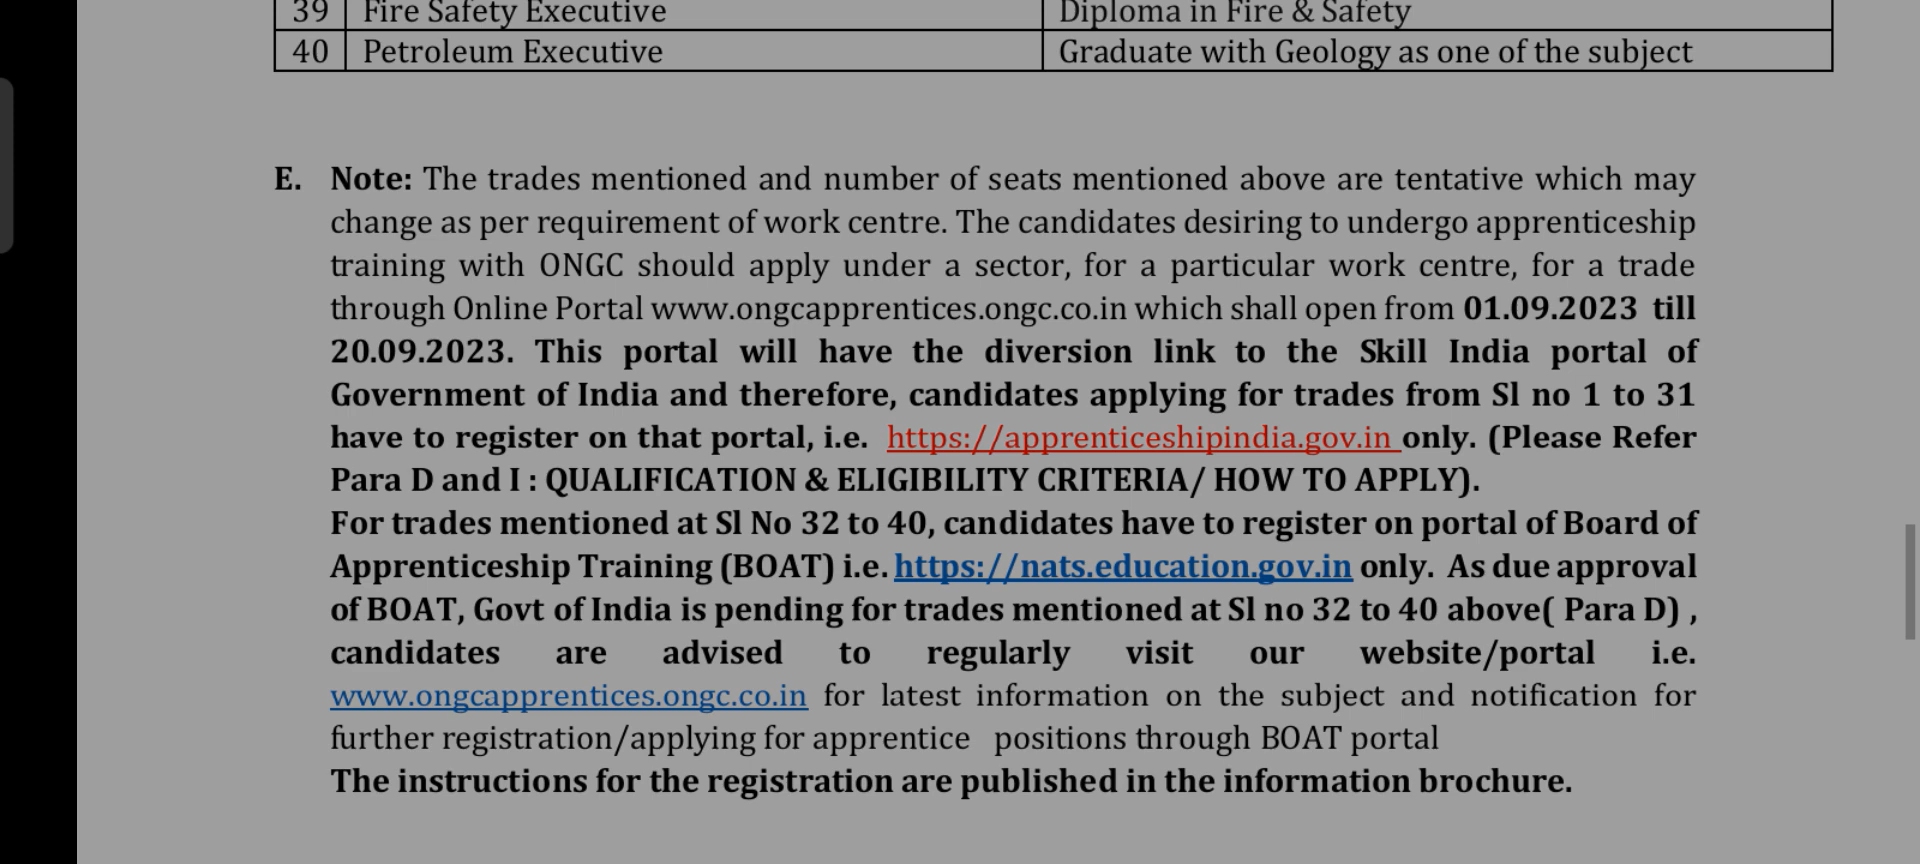 39 Fire Safety Executive Diploma in Fire & Safety
40 Petroleum Executive Graduate with Geology as one of the subject
E. Note: The trades mentioned and number of seats mentioned above are tentative which may
change as per requirement of work centre. The candidates desiring to undergo apprenticeship
training with ONGC should apply under a sector, for a particular work centre, for a trade
through Online Portal www.ongcapprentices.ongc.co.in which shall open from 01.09.2023 till
20.09.2023. This portal will have the diversion link to the Skill India portal of
Government of India and therefore, candidates applying for trades from Sl no 1 to 31
have to register on that portal, i.e. https://apprenticeshipindia.gov.in only. (Please Refer
Para D and I : QUALIFICATION & ELIGIBILITY CRITERIA/ HOW TO APPLY).
For trades mentioned at Sl No 32 to 40, candidates have to register on portal of Board of
Apprenticeship Training (BOAT) i.e. https://nats.education.gov.in only. As due approval
of BOAT, Govt of India is pending for trades mentioned at Sl no 32 to 40 above( Para D) ,
candidates are advised to regularly visit our website/portal i.e.
www.ongcapprentices.ongc.co.in for latest information on the subject and notification for
further registration/applying for apprentice positions through BOAT portal
The instructions for the registration are published in the information brochure.